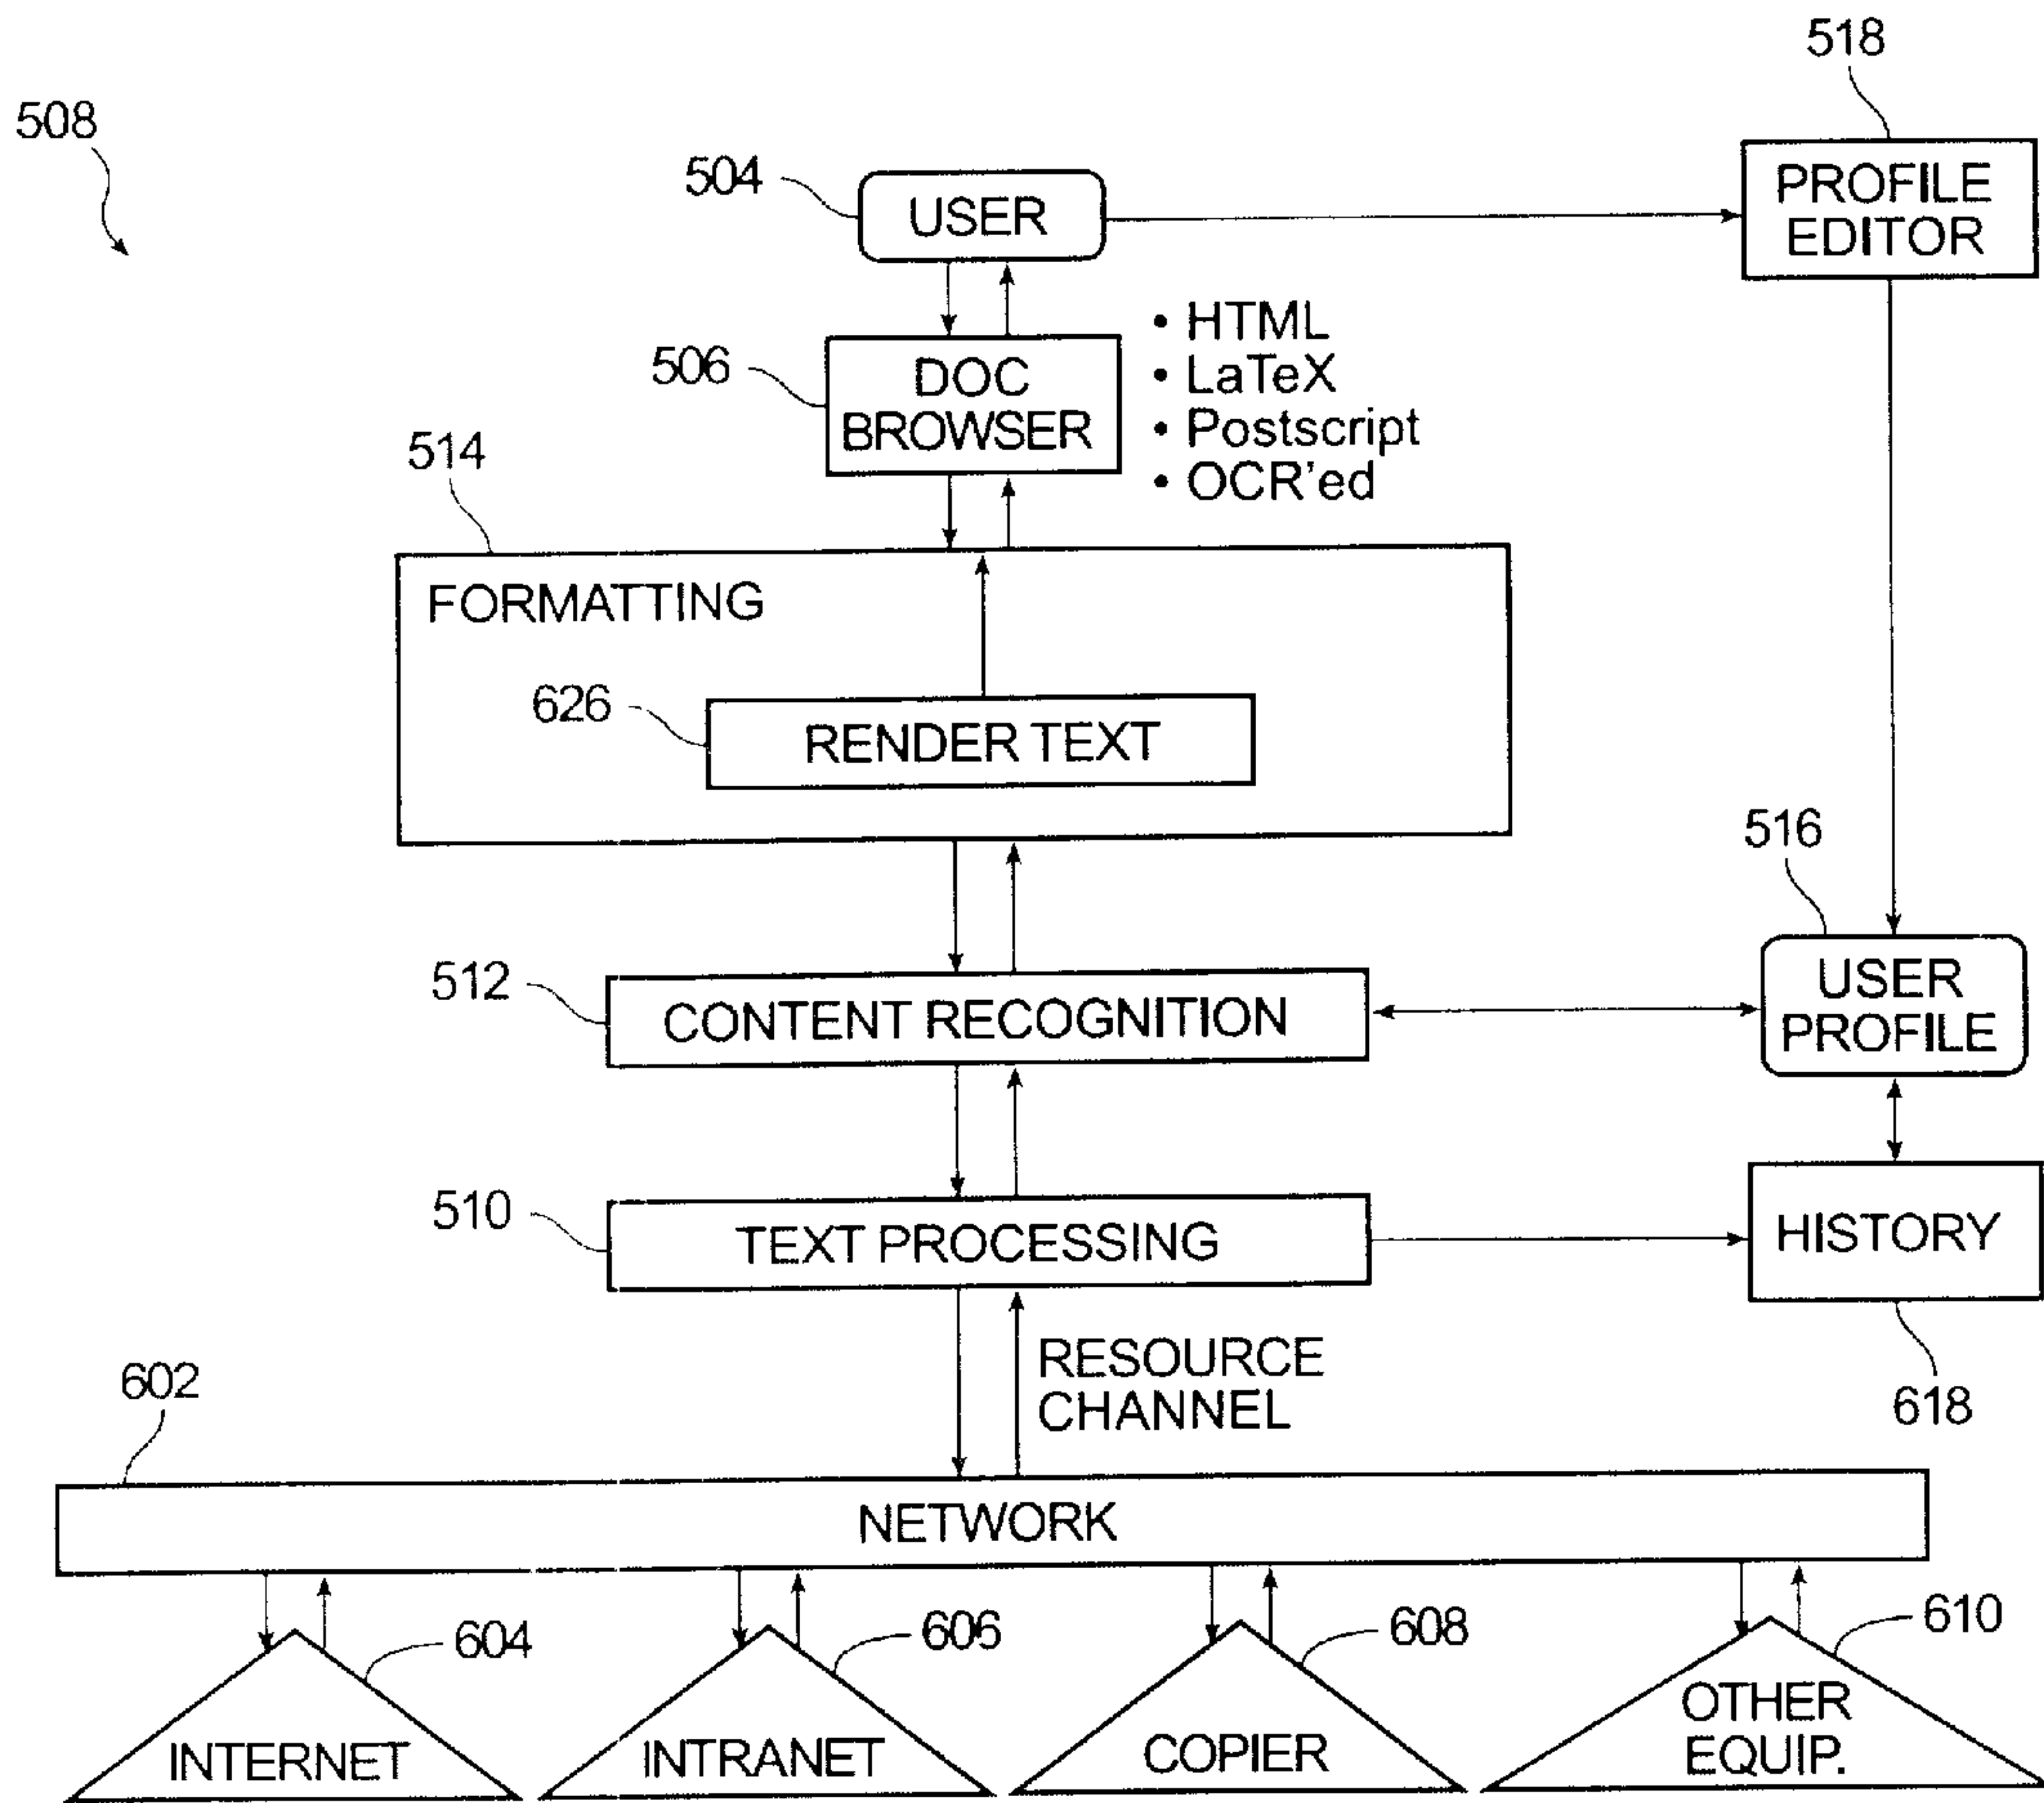 518
508
504
USER
PROFILE
EDITOR
• HTML
506
DOC
BROWSER
• LaTeX
• Postscript
• OCR'ed
514
FORMATTING
626
RENDER TEXT
516
512
CONTENT RECOGNITION
USER
PROFILE
510
TEXT PROCESSING
HISTORY
RESOURCE
CHANNEL
618
602
NETWORK
604
606
608
610
INTERNET
INTRANET
COPIER
OTHER
EQUIP.